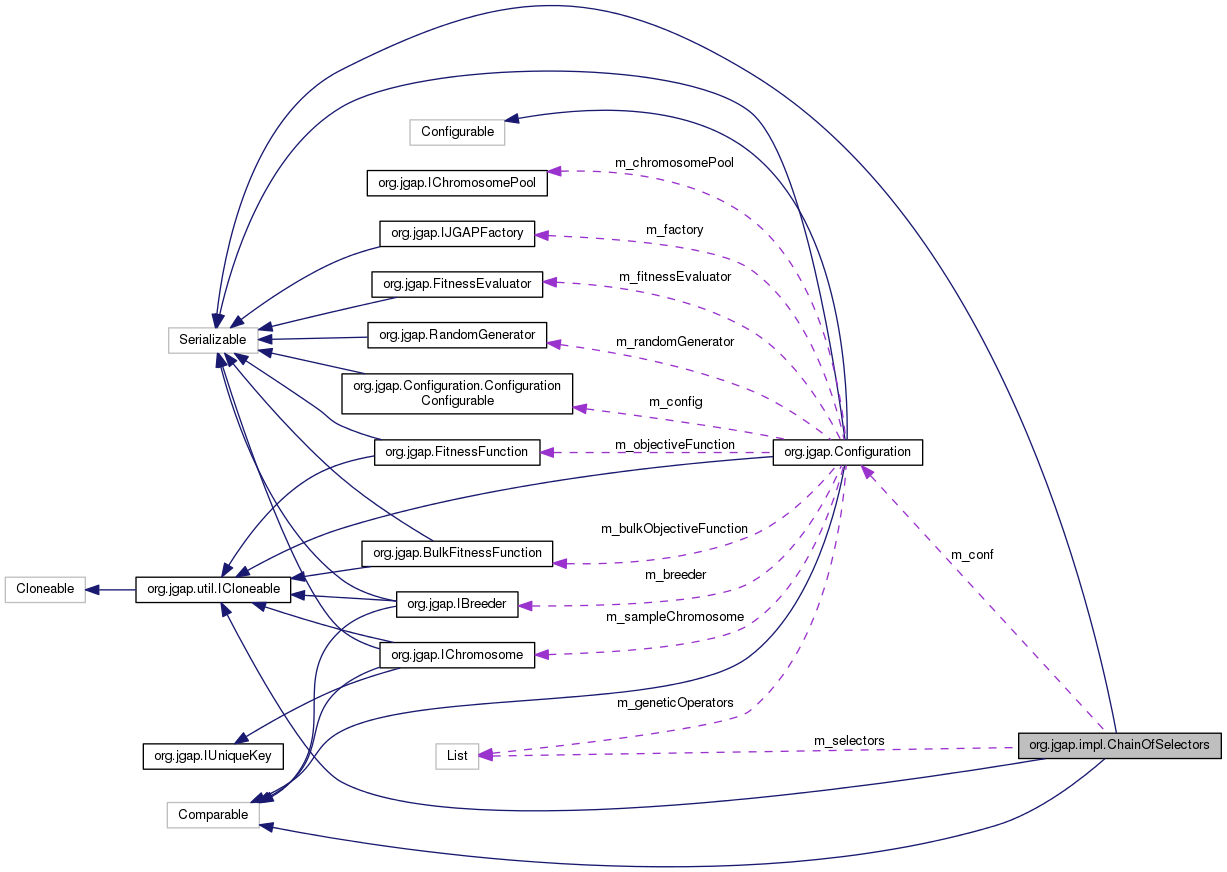 Configurable
m_chromosomePool
org.jgap.IChromosomePool
m_factory
org.jgap.IJGAPFactory
m_fitnessEvaluator
org.jgap.FitnessEvaluator
Serializable
org.jgap.RandomGenerator
m_randomGenerator
org.jgap.Configuration.Configuration
Configurable
m_config
org.jgap.FitnessFunction
m_objectiveFunction
org.jgap.Configuration
m_bulkObjectiveFunction
org.jgap.BulkFitnessFunction
m_conf
m_breeder
Cloneable
org.jgap.util.ICloneable
org.jgap.IBreeder
m_sampleChromosome
org.jgap.IChromosome
m_geneticOperators
org.jgap.IUniqueKey
List
m_selectors
org.jgap.impl.ChainOfSelectors
Comparable